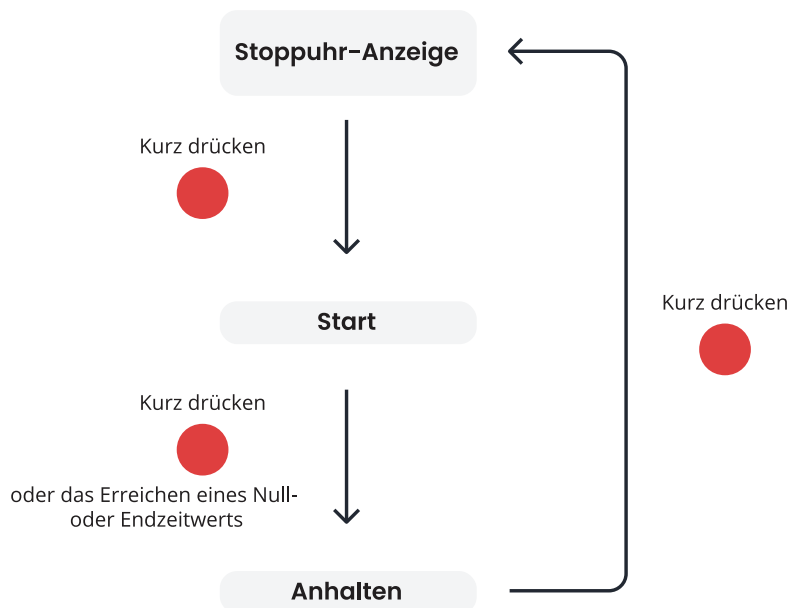 Stoppuhr-Anzeige
Kurz drücken
Start
Kurz drücken
Kurz drücken
oder das Erreichen eines Null-
oder Endzeitwerts
Anhalten